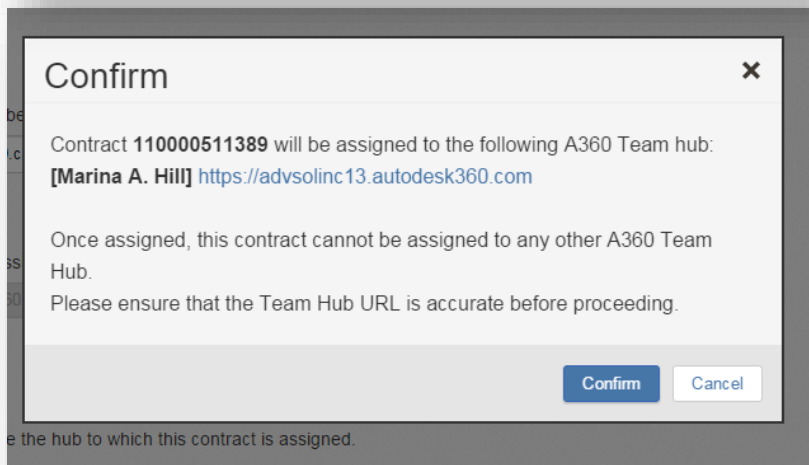 Confirm
be
.c
Contract 110000511389 will be assigned to the following A360 Team hub:
[Marina A. Hill] https://advsolinc13.autodesk360.com
Once assigned, this contract cannot be assigned to any other A360 Team
ss
Hub.
Please ensure that the Team Hub URL is accurate before proceeding.
Confirm Cancel
e the hub to which this contract is assigned.